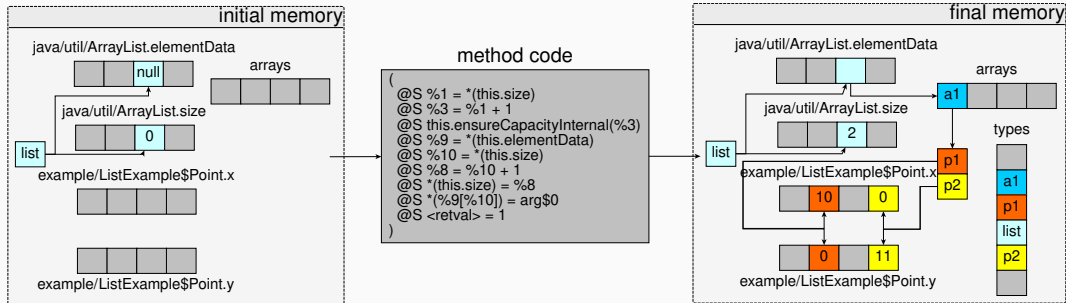 initial memory
java/util/ArrayList.elementData
null
arrays
java/util/ArrayList.size
0
list
example/ListExample$Point.x
example/ListExample$Point.y
method code
(
@S %1 = *(this.size)
@S %3 = %1 + 1
@S this.ensureCapacityInternal(%3)
@S %9 = *(this.elementData)
@S %10 = *(this.size)
@S %8 = %10 + 1
@S *(this.size) = %8
@S *(%9[%10]) = arg$0
@S <retval> = 1
)
final memory
java/util/ArrayList.elementData
arrays
a1
java/util/ArrayList.size
2
list
types
p1
p2
example/ListExample$Point.x
10
0
0
11
example/ListExample$Point.y
a1
p1
list
p2